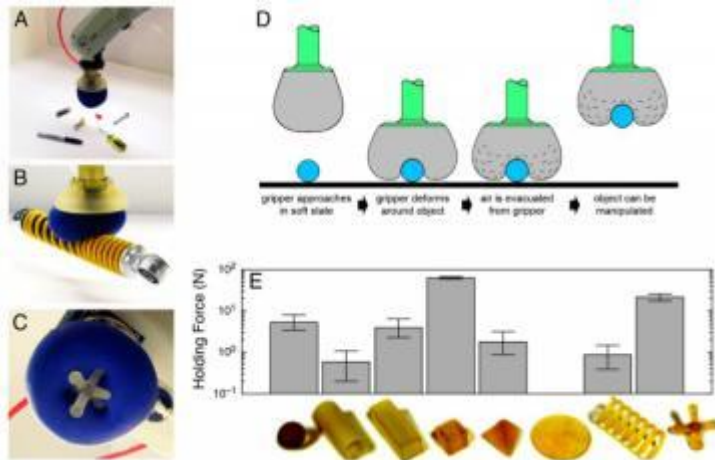 A
B
C
D
gripper approaches
in soft state
gripper deforms
around object
air is evacuated
from gripper
object can be
manipulated
E
Holding Force (N)
10²
10¹
10⁰
10⁻¹